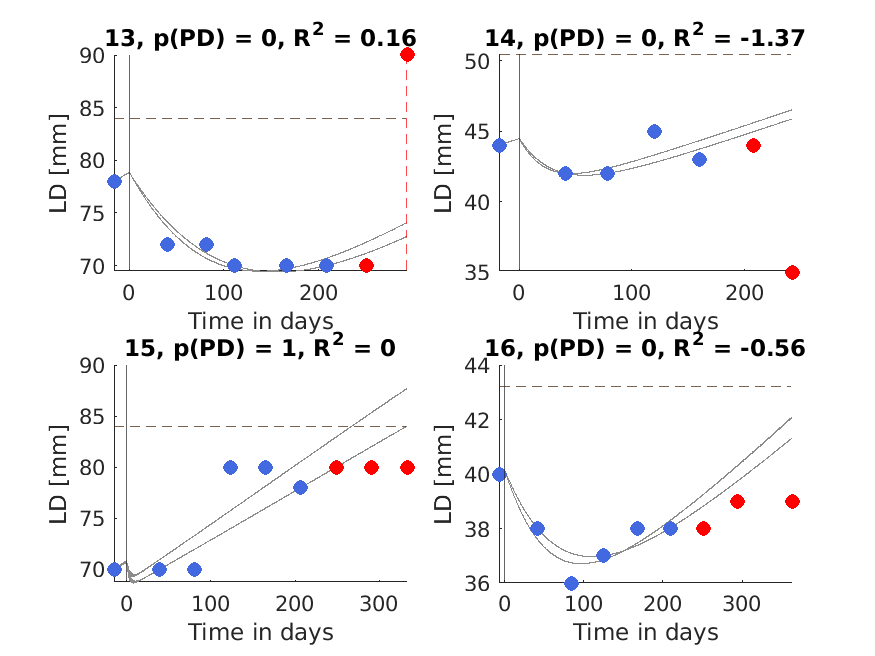 13, p(PD) = 0, R² = 0.16
90
85
80
75
70
LD [mm]
0 100 200
Time in days
14, p(PD) = 0, R² = -1.37
50
45
40
35
LD [mm]
0 100 200
Time in days
15, p(PD) = 1, R² = 0
90
85
80
75
70
LD [mm]
0 100 200 300
Time in days
16, p(PD) = 0, R² = -0.56
44
42
40
38
36
LD [mm]
0 100 200 300
Time in days